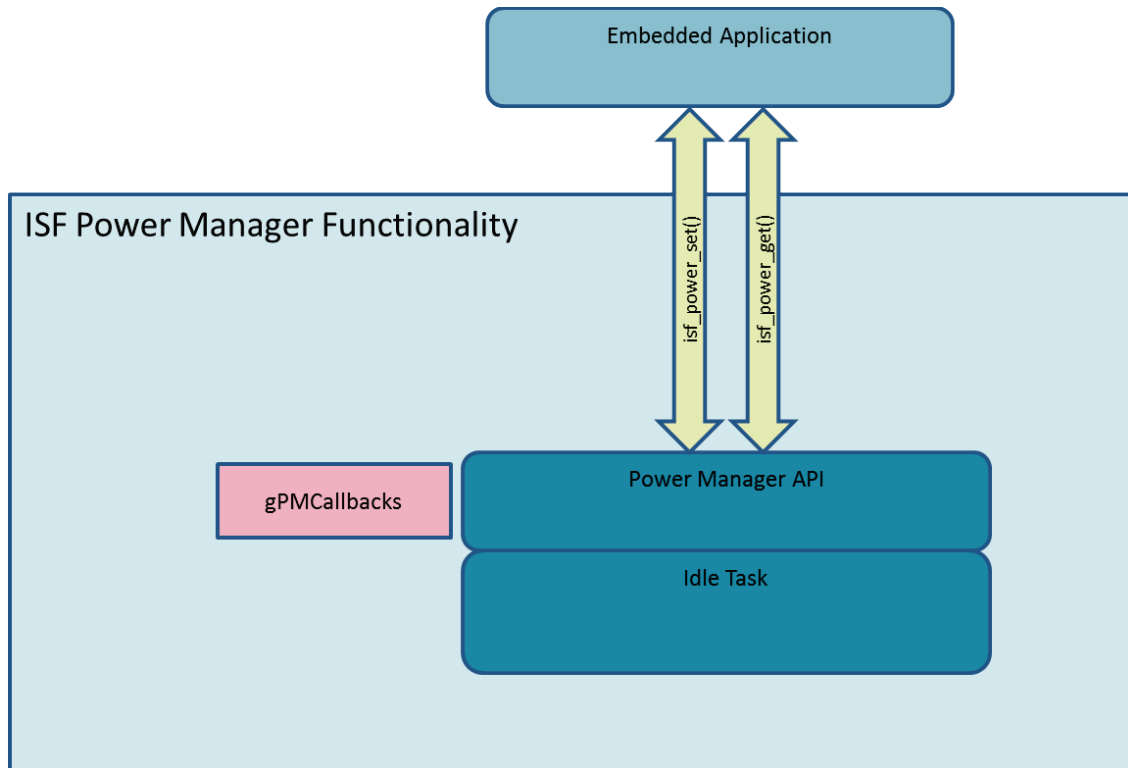 Embedded Application
ISF Power Manager Functionality
isf_power_set()
isf_power_get()
Power Manager API
gPMCallbacks
Idle Task